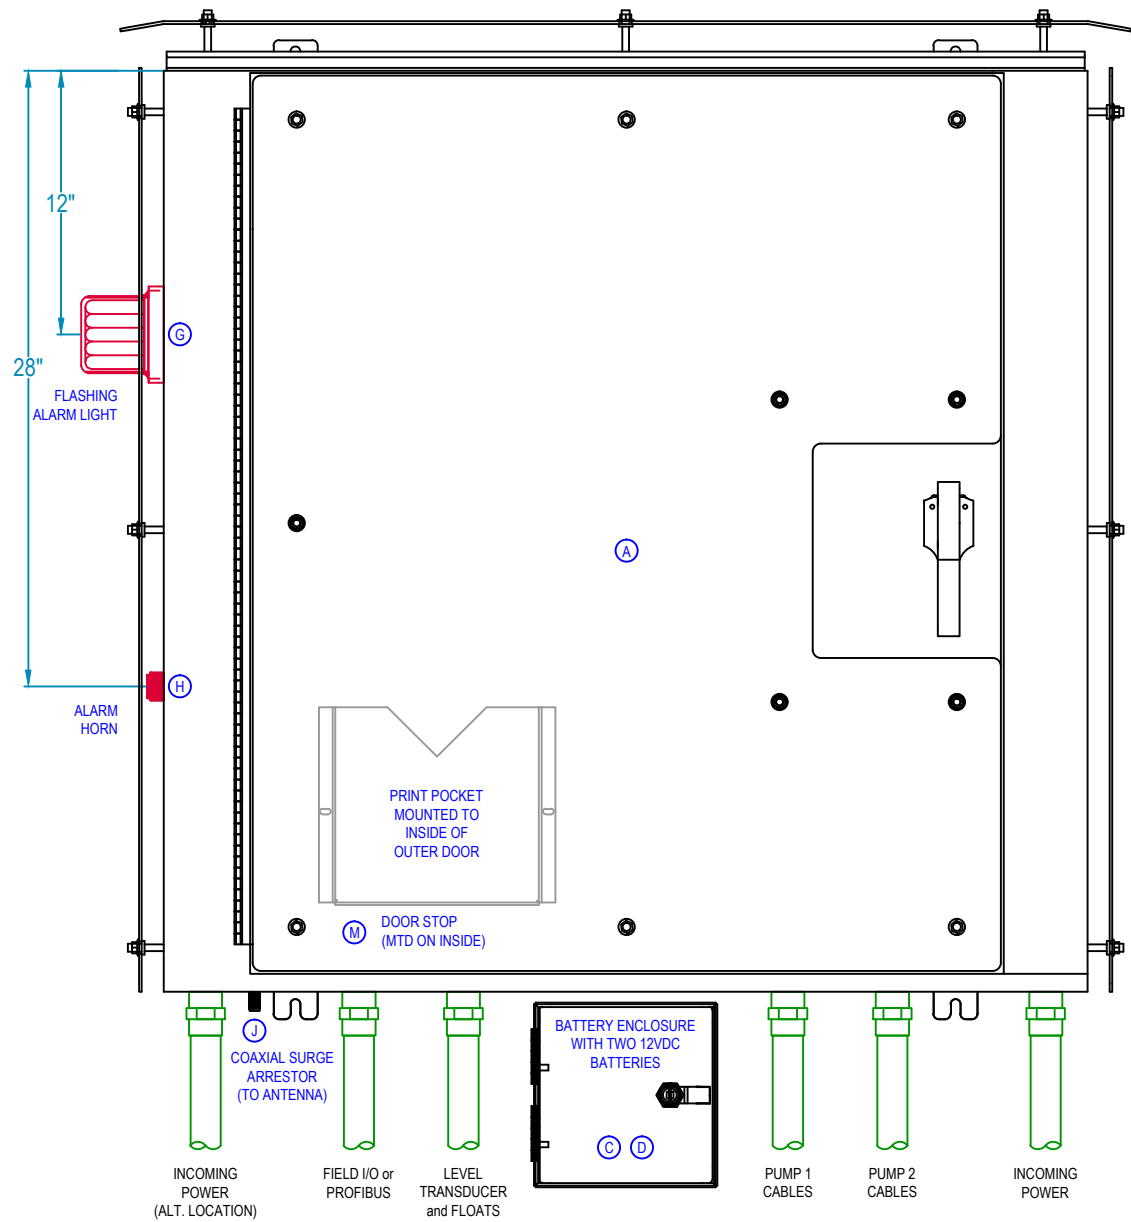 12"
G
28"
FLASHING
ALARM LIGHT
A
H
ALARM
HORN
PRINT POCKET
MOUNTED TO
INSIDE OF
OUTER DOOR
M
DOOR STOP
(MTD ON INSIDE)
J
COAXIAL SURGE
ARRESTOR
(TO ANTENNA)
BATTERY ENCLOSURE
WITH TWO 12VDC
BATTERIES
C D
INCOMING
POWER
(ALT. LOCATION)
FIELD I/O or
PROFIBUS
LEVEL
TRANSDUCER
and FLOATS
PUMP 1
CABLES
PUMP 2
CABLES
INCOMING
POWER